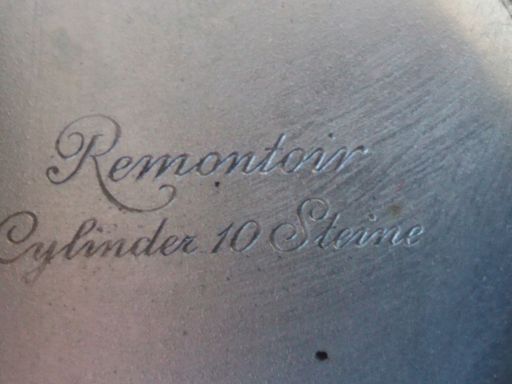 Remontoir
Cylinder 10 Steine